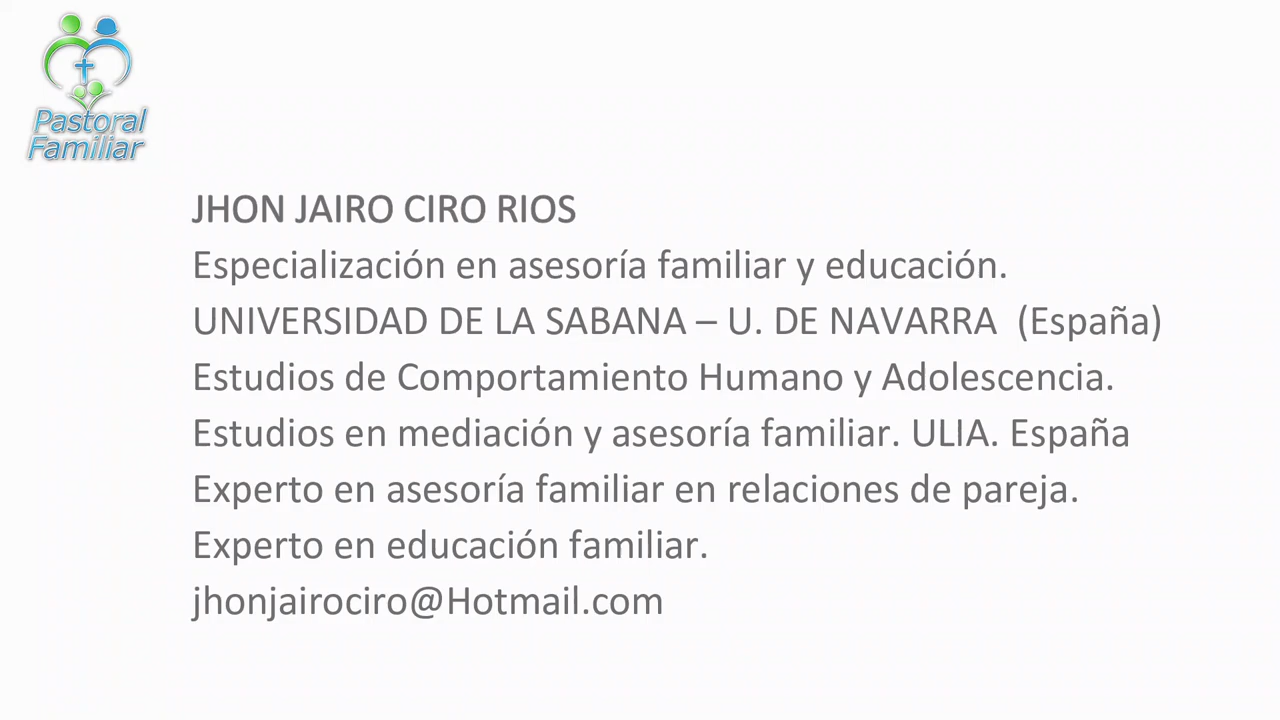 Pastoral
Familiar
JHON JAIRO CIRO RIOS
Especialización en asesoría familiar y educación.
UNIVERSIDAD DE LA SABANA – U. DE NAVARRA (España)
Estudios de Comportamiento Humano y Adolescencia.
Estudios en mediación y asesoría familiar. ULIA. España
Experto en asesoría familiar en relaciones de pareja.
Experto en educación familiar.
jhonjairociro@Hotmail.com